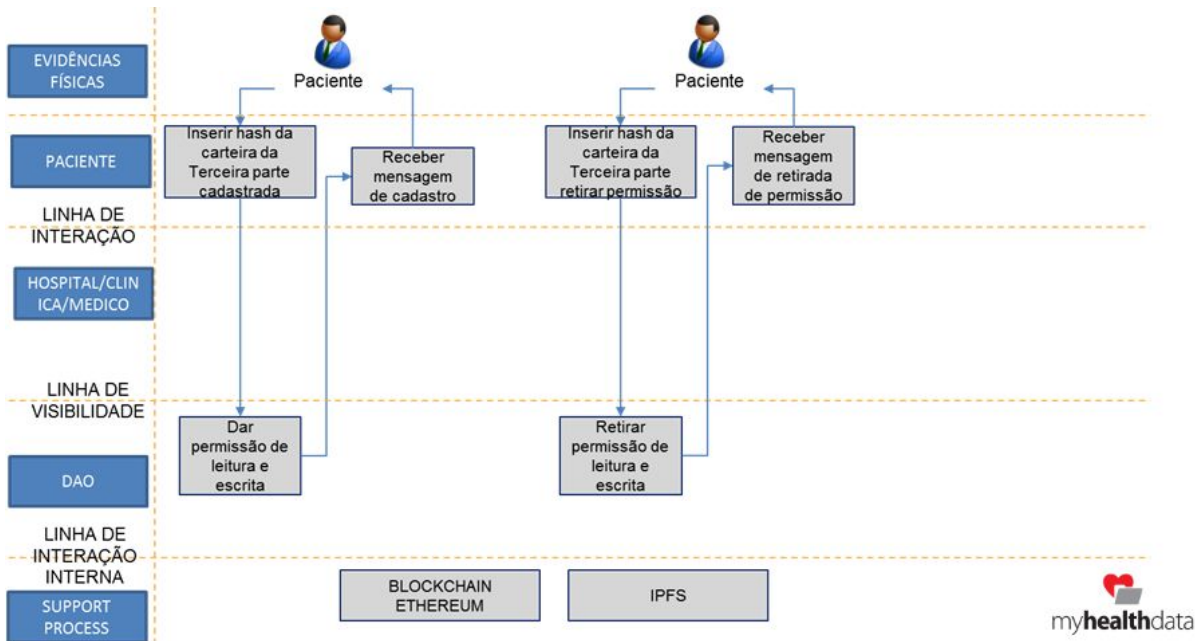 EVIDÊNCIAS
FÍSICAS
Paciente
Paciente
PACIENTE
Inserir hash da
carteira da
Terceira parte
cadastrada
Receber
mensagem
de cadastro
Inserir hash da
carteira da
Terceira parte
retirar permissão
Receber
mensagem
de retirada
de permissão
LINHA DE
INTERAÇÃO
HOSPITAL/CLIN
ICA/MEDICO
LINHA DE
VISIBILIDADE
DAO
Dar
permissão de
leitura e
escrita
Retirar
permissão de
leitura e
escrita
LINHA DE
INTERAÇÃO
INTERNA
SUPPORT
PROCESS
BLOCKCHAIN
ETHEREUM
IPFS
myhealthdata